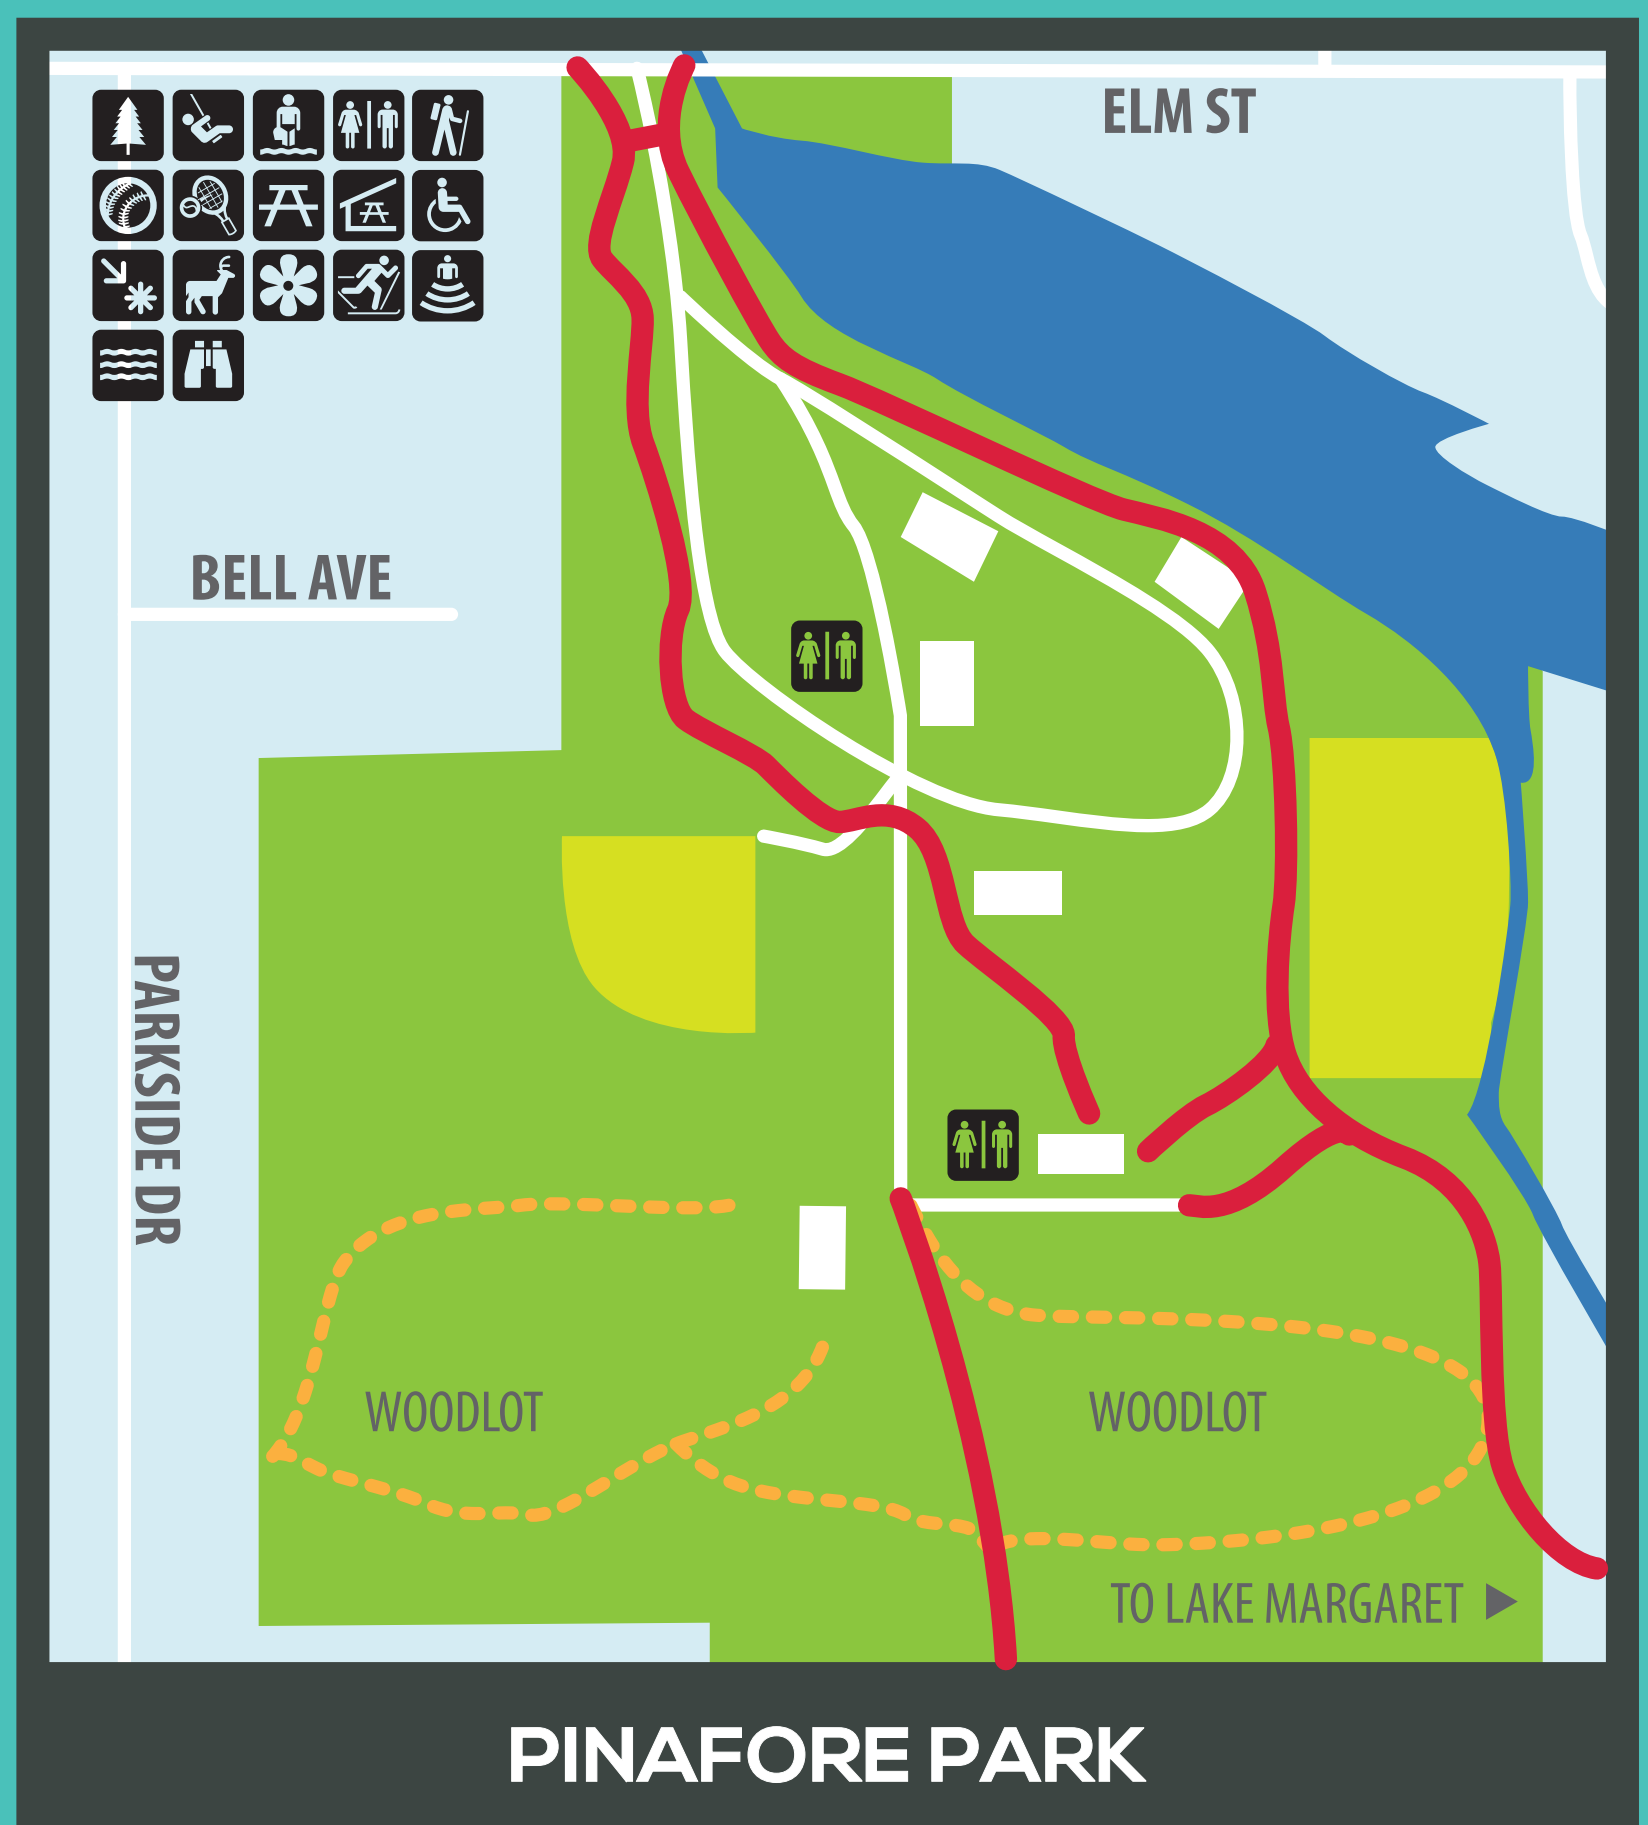 ELM ST
BELL AVE
PARKSIDE DR
WOODLOT
WOODLOT
TO LAKE MARGARET
PINAFORE PARK